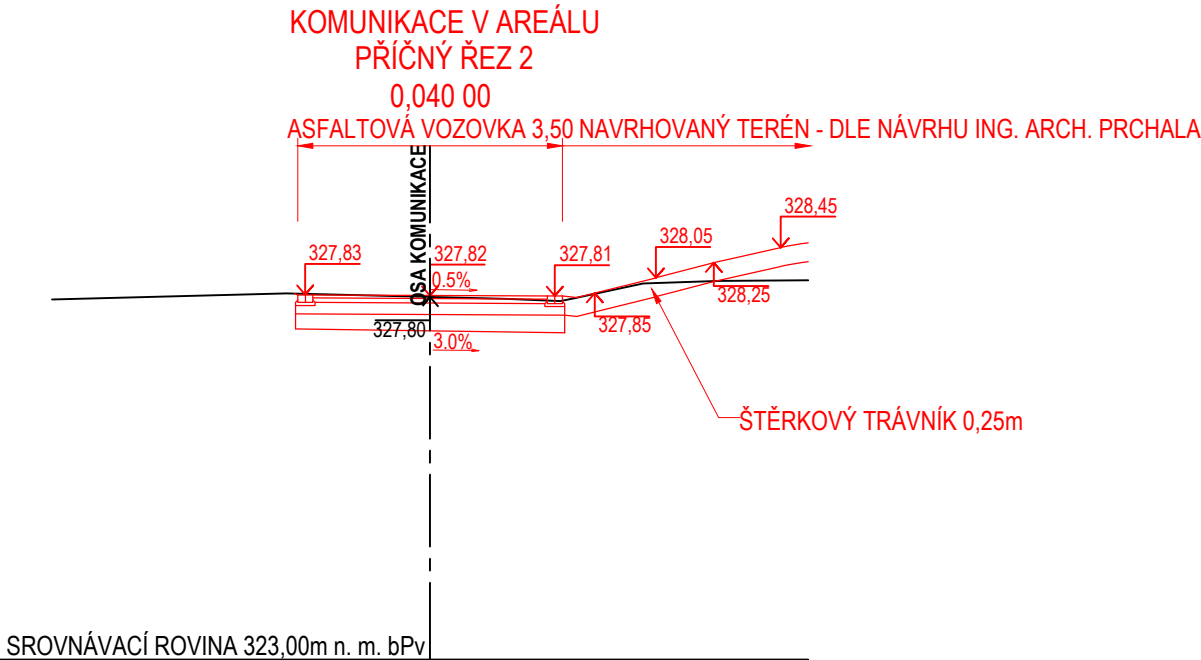 KOMUNIKACE V AREÁLU
PŘÍČNÝ ŘEZ 2
0,040 00
ASFALTOVÁ VOZOVKA 3,50 NAVRHOVANÝ TERÉN - DLE NÁVRHU ING. ARCH. PRCHALA
OSA KOMUNIKACE
328,45
328,05
327,83
327,82
327,81
0.5%
328,25
327,85
327,80
3.0%
ŠTĚRKOVÝ TRÁVNÍK 0,25m
SROVNÁVACÍ ROVINA 323,00m n. m. bPv